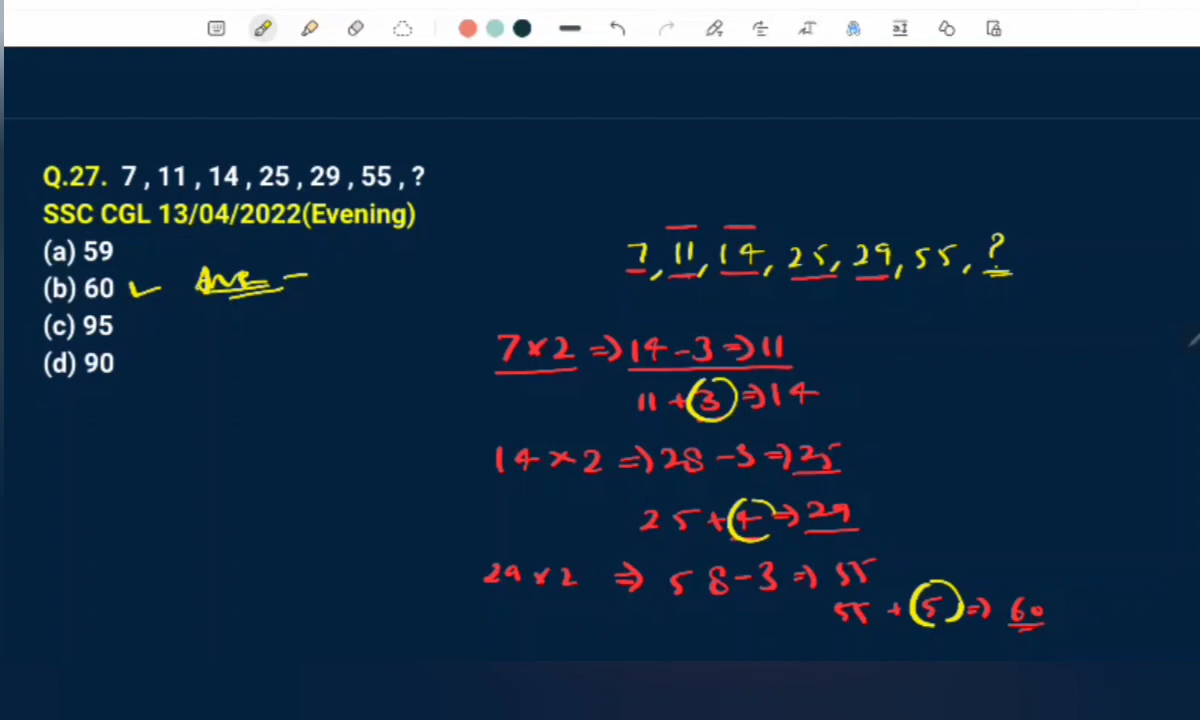 Q.27. 7 , 11 , 14 , 25 , 29 , 55 , ?
SSC CGL 13/04/2022(Evening)
(a) 59
(b) 60 ✓ Ans –
(c) 95
(d) 90
7, 11, 14, 25, 29, 55, ?
7 × 2 ⇒ 14 – 3 ⇒ 11
11 + 3 ⇒ 14
14 × 2 ⇒ 28 – 3 ⇒ 25
25 + 4 ⇒ 29
29 × 2 ⇒ 58 – 3 ⇒ 55
55 + 5 ⇒ 60